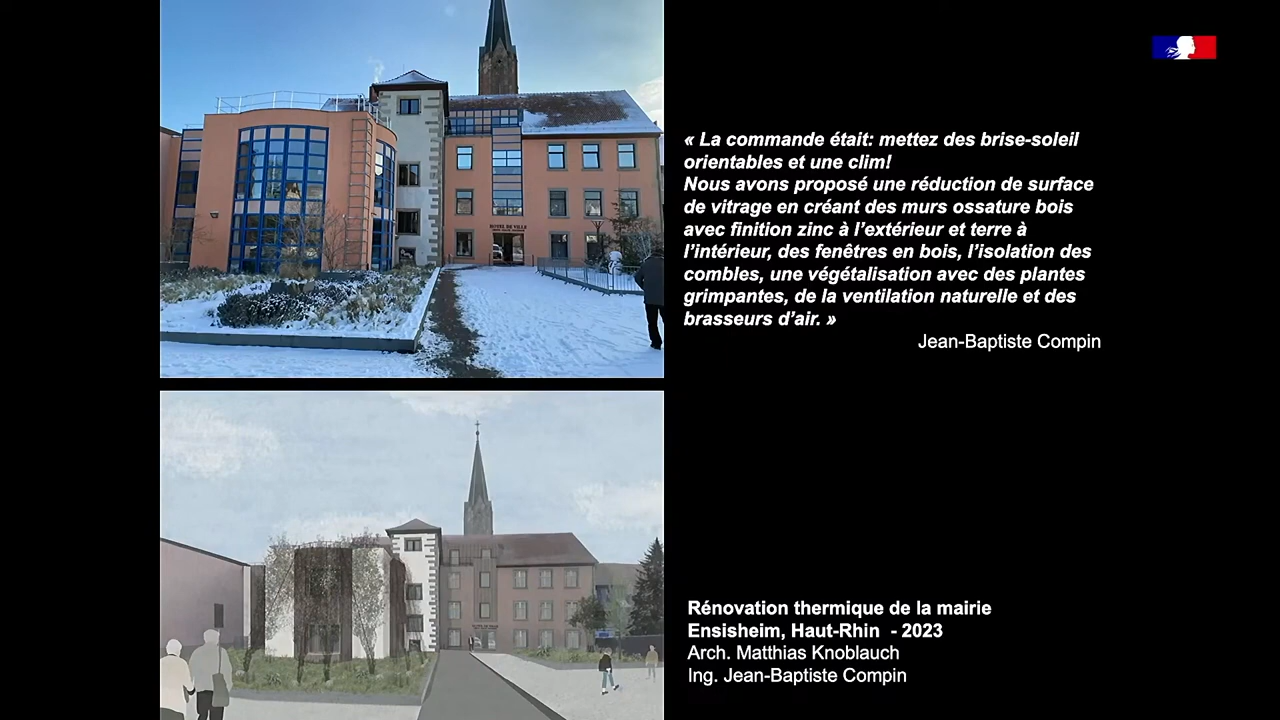 « La commande était: mettez des brise-soleil
orientables et une clim!
Nous avons proposé une réduction de surface
de vitrage en créant des murs ossature bois
avec finition zinc à l’extérieur et terre à
l’intérieur, des fenêtres en bois, l’isolation des
combles, une végétalisation avec des plantes
grimpantes, de la ventilation naturelle et des
brasseurs d’air. »
Jean-Baptiste Compin
HOTEL DE VILLE
Rénovation thermique de la mairie
Ensisheim, Haut-Rhin - 2023
Arch. Matthias Knoblauch
Ing. Jean-Baptiste Compin